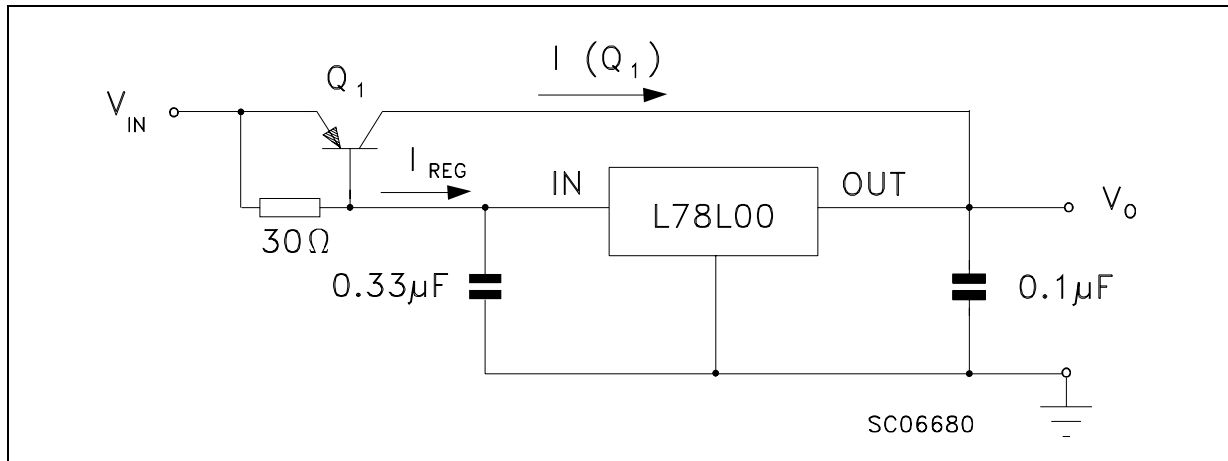 I (Q1)
Q1
VIN
IREG
IN
OUT
L78L00
VO
30Ω
0.33µF
0.1µF
SC06680